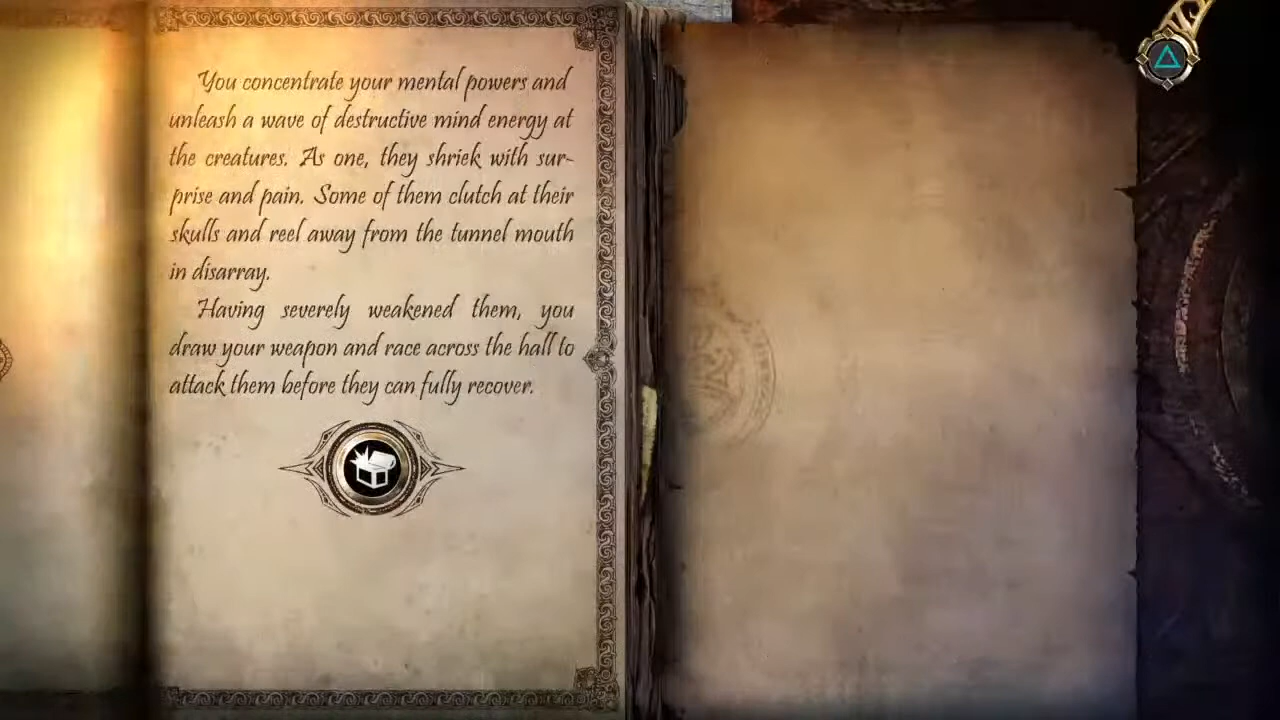 You concentrate your mental powers and
unleash a wave of destructive mind energy at
the creatures. As one, they shriek with sur-
prise and pain. Some of them clutch at their
skulls and reel away from the tunnel mouth
in disarray.
Having severely weakened them, you
draw your weapon and race across the hall to
attack them before they can fully recover.